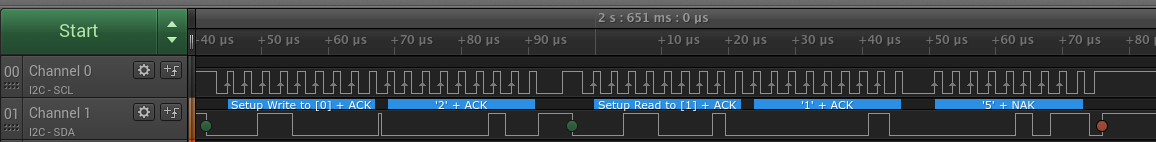 2 s : 651 ms : 0 µs
Start
+40 µs +50 µs +60 µs +70 µs +80 µs +90 µs +10 µs +20 µs +30 µs +40 µs +50 µs +60 µs +70 µs +80
00 Channel 0
I2C - SCL
Setup Write to [0] + ACK '2' + ACK Setup Read to [1] + ACK '1' + ACK '5' + NAK
01 Channel 1
I2C - SDA